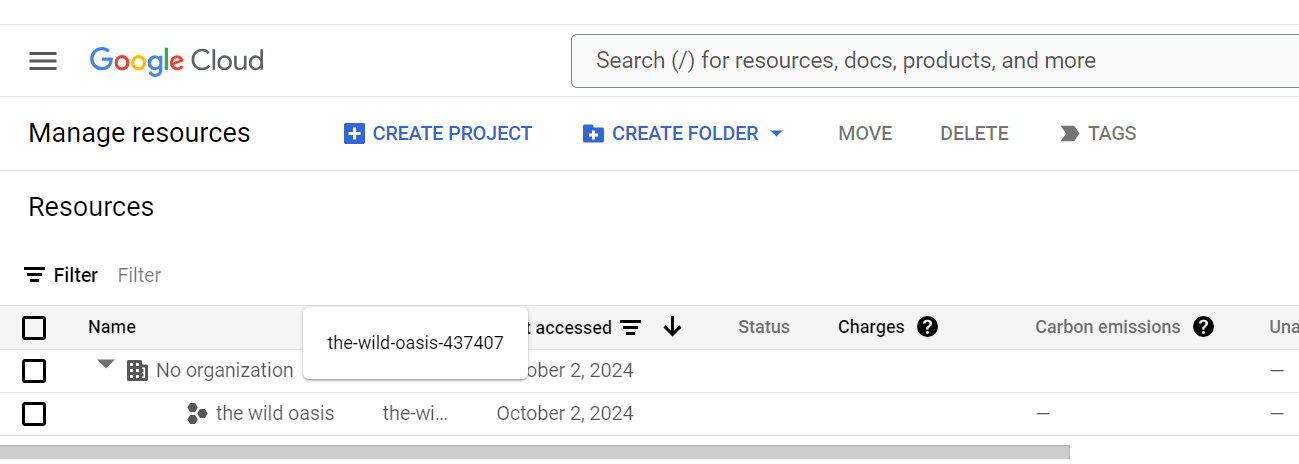 Google Cloud
Search (/) for resources, docs, products, and more
Manage resources
CREATE PROJECT
CREATE FOLDER
MOVE
DELETE
TAGS
Resources
Filter Filter
Name
t accessed
Status
Charges
Carbon emissions
Una
the-wild-oasis-437407
No organization
ober 2, 2024
—
the wild oasis
the-wi...
October 2, 2024
—
—